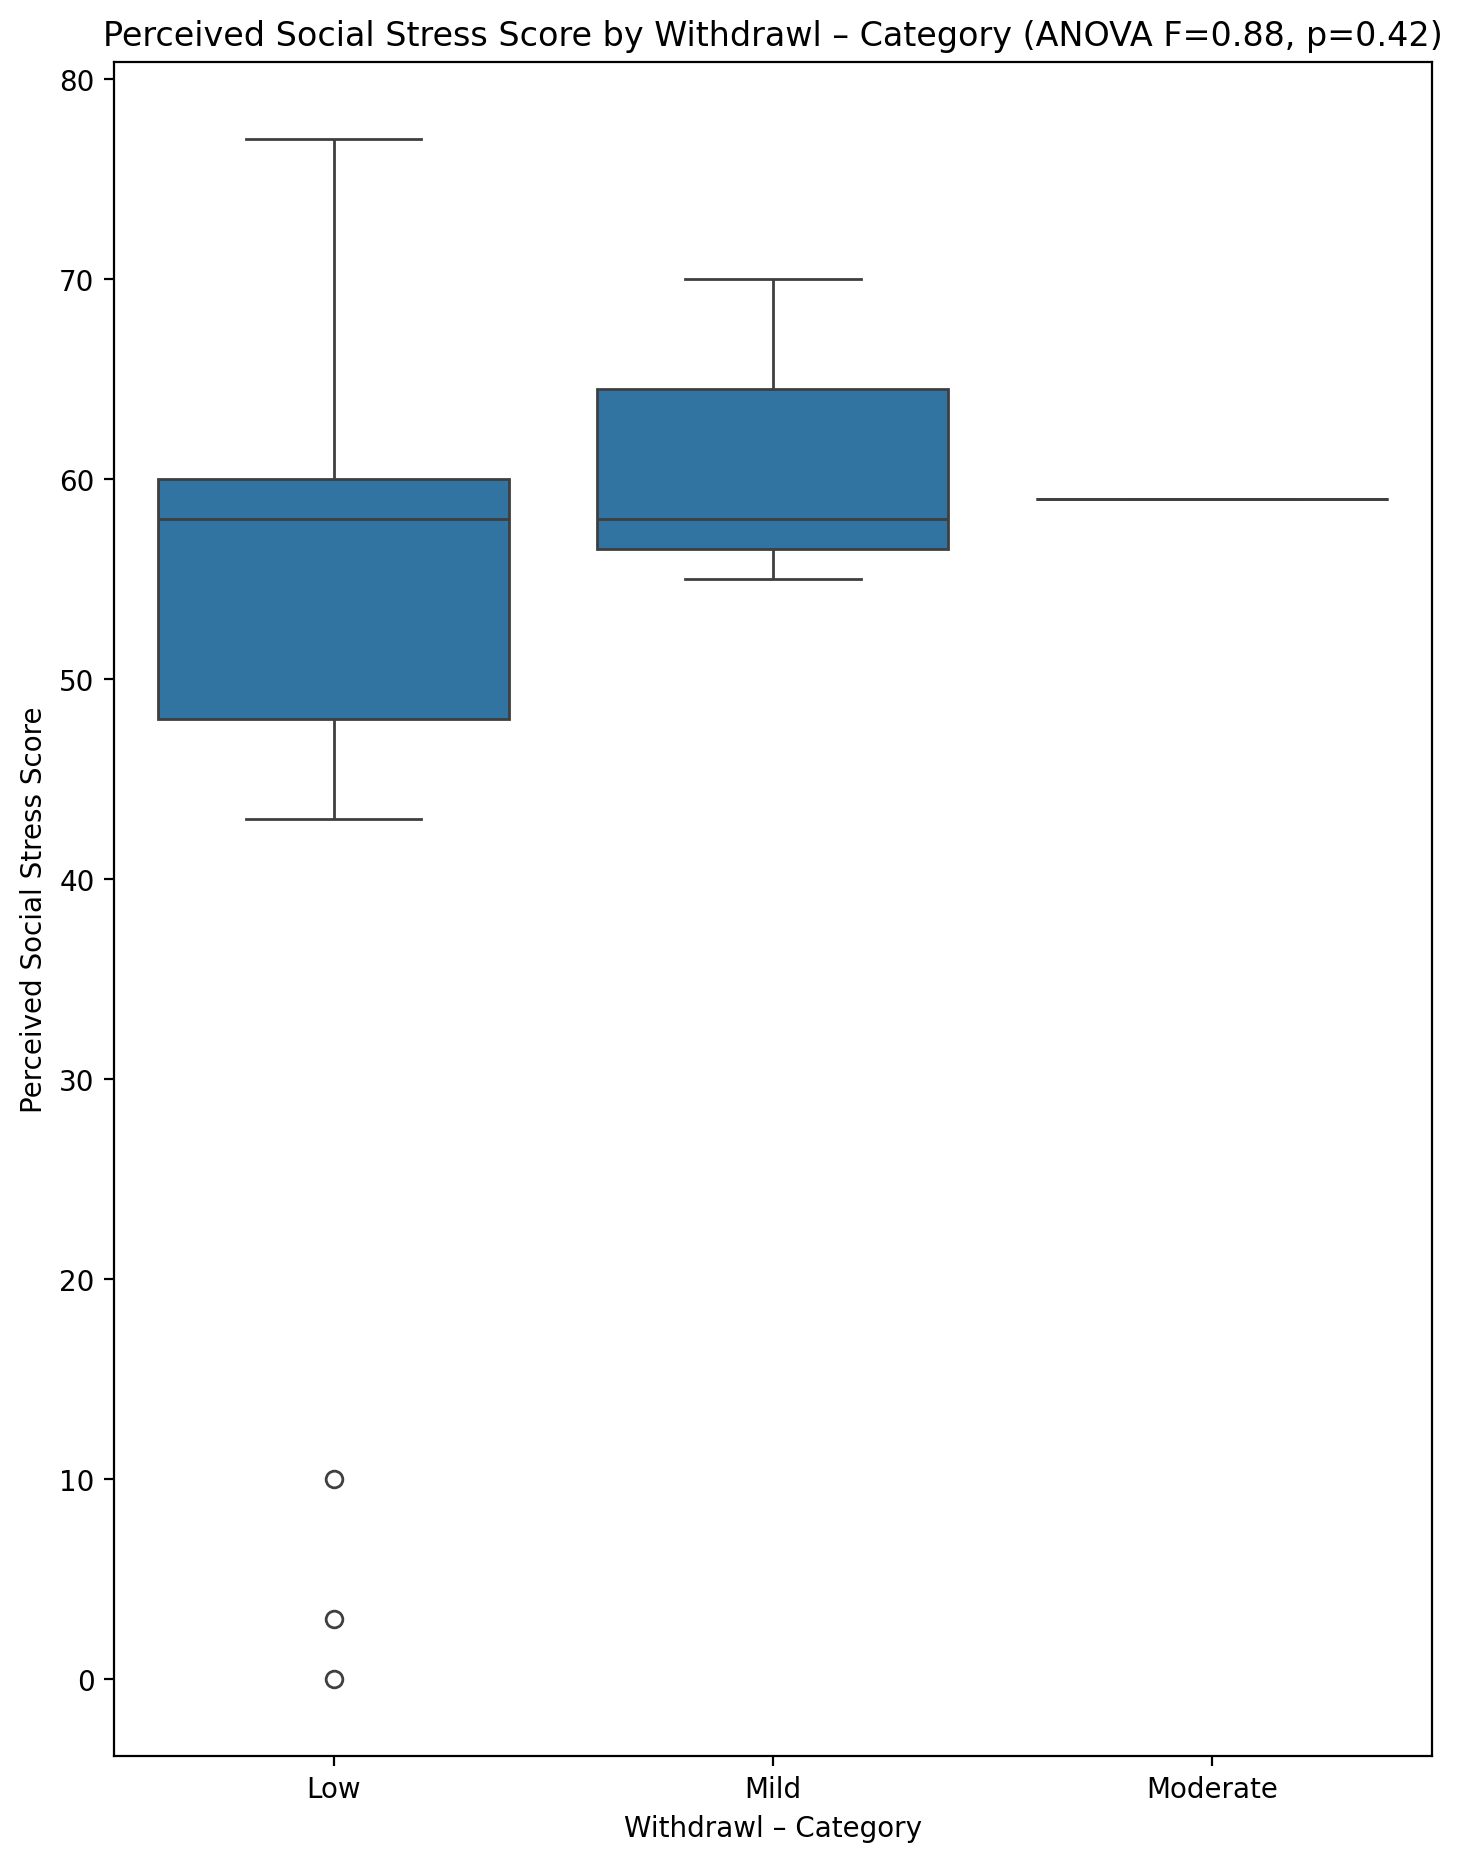 Perceived Social Stress Score by Withdrawl – Category (ANOVA F=0.88, p=0.42)
80
70
60
50
40
30
20
10
0
Perceived Social Stress Score
Low
Mild
Moderate
Withdrawl – Category